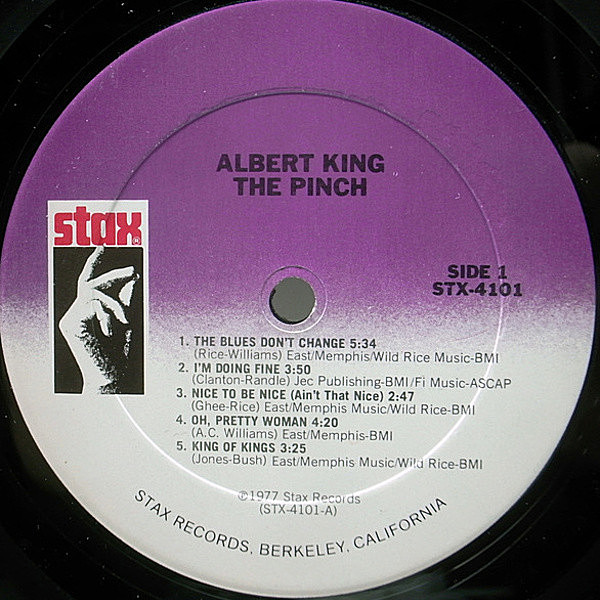 ALBERT KING
THE PINCH
stax®
SIDE 1
STX-4101
1. THE BLUES DON'T CHANGE 5:34
(Rice-Williams) East/Memphis/Wild Rice Music-BMI
2. I'M DOING FINE 3:50
(Clanton-Randle) Jec Publishing-BMI/Fi Music-ASCAP
3. NICE TO BE NICE (Ain't That Nice) 2:47
(Ghee-Rice) East/Memphis Music/Wild Rice-BMI
4. OH, PRETTY WOMAN 4:20
(A.C. Williams) East/Memphis-BMI
5. KING OF KINGS 3:25
(Jones-Bush) East/Memphis Music/Wild Rice-BMI
℗1977 Stax Records
(STX-4101-A)
STAX RECORDS, BERKELEY, CALIFORNIA